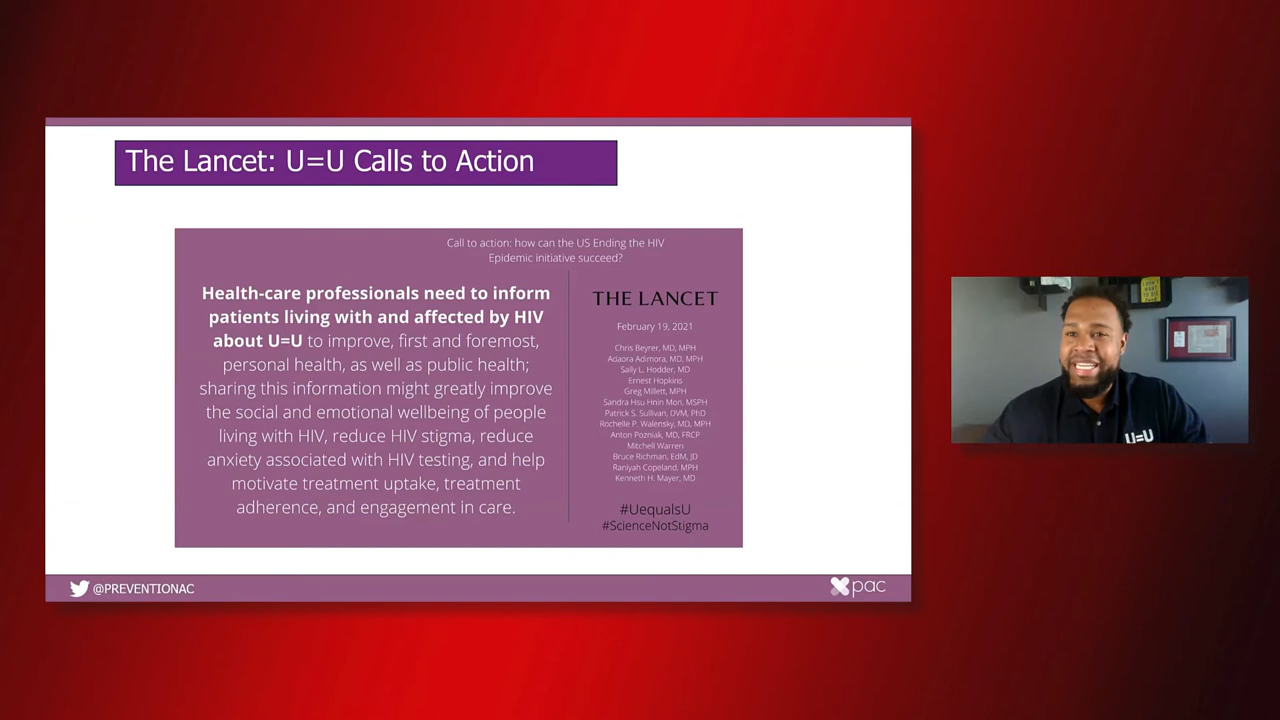 The Lancet: U=U Calls to Action
Call to action: how can the US Ending the HIV
Epidemic initiative succeed?
Health-care professionals need to inform
patients living with and affected by HIV
about U=U to improve, first and foremost,
personal health, as well as public health;
sharing this information might greatly improve
the social and emotional wellbeing of people
living with HIV, reduce HIV stigma, reduce
anxiety associated with HIV testing, and help
motivate treatment uptake, treatment
adherence, and engagement in care.
THE LANCET
February 19, 2021
Chris Beyrer, MD, MPH
Adaora Adimora, MD, MPH
Sally L. Hodder, MD
Ernest Hopkins
Greg Millett, MPH
Sandra Hsu Hnin Mon, MSPH
Patrick S. Sullivan, DVM, PhD
Rochelle P. Walensky, MD, MPH
Anton Pozniak, MD, FRCP
Mitchell Warren
Bruce Richman, EdM, JD
Raniyah Copeland, MPH
Kenneth H. Mayer, MD
#UequalsU
#ScienceNotStigma
@PREVENTIONAC
pac
U=U